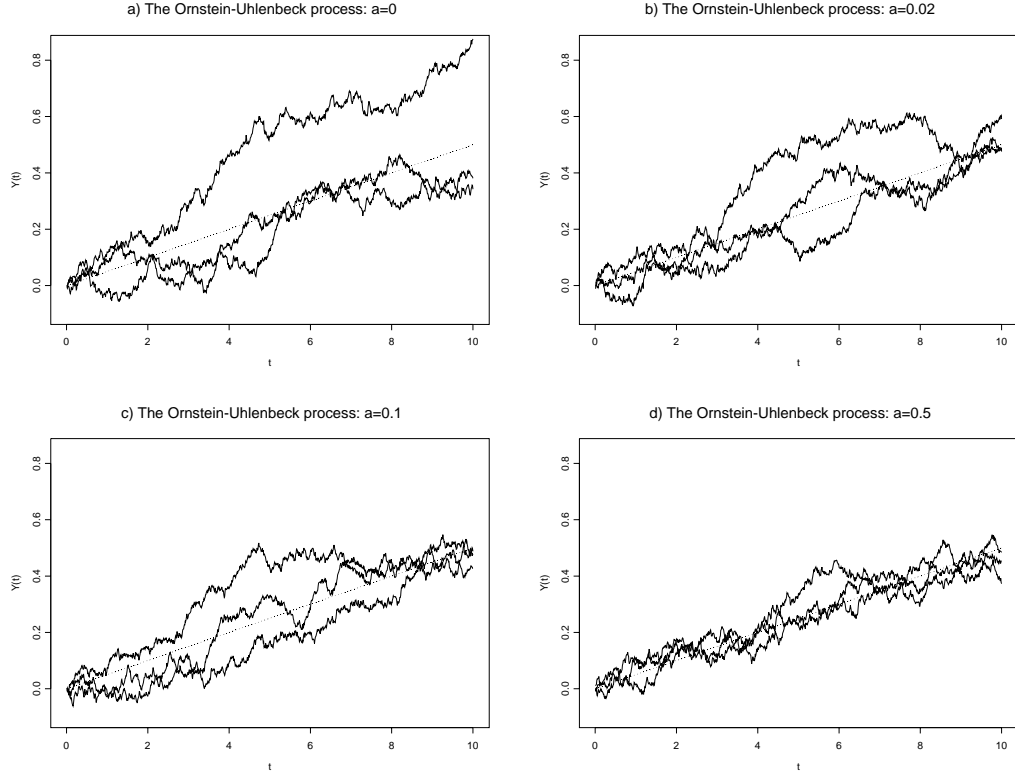 a) The Ornstein-Uhlenbeck process: a=0
Y(t)
0.0 0.2 0.4 0.6 0.8
0 2 4 6 8 10
t
b) The Ornstein-Uhlenbeck process: a=0.02
Y(t)
0.0 0.2 0.4 0.6 0.8
0 2 4 6 8 10
t
c) The Ornstein-Uhlenbeck process: a=0.1
Y(t)
0.0 0.2 0.4 0.6 0.8
0 2 4 6 8 10
t
d) The Ornstein-Uhlenbeck process: a=0.5
Y(t)
0.0 0.2 0.4 0.6 0.8
0 2 4 6 8 10
t